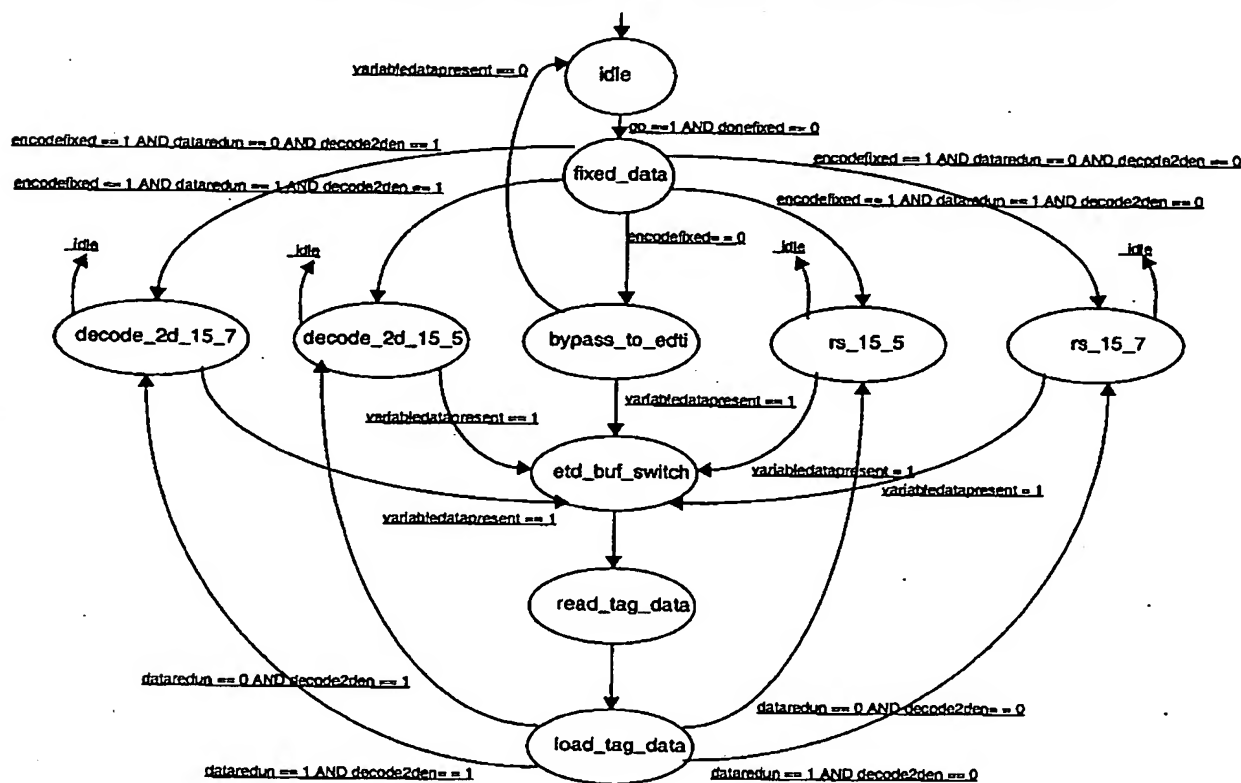 idle
variabledatapresent == 0
go ==1 AND donefixed == 0
encodefixed == 1 AND dataredun == 0 AND decode2den == 1
encodefixed == 1 AND dataredun == 0 AND decode2den == 0
fixed_data
encodefixed == 1 AND dataredun == 1 AND decode2den == 1
encodefixed == 1 AND dataredun == 1 AND decode2den == 0
encodefixed= = 0
_idle
_idle
_idle
_idle
decode_2d_15_7
decode_2d_15_5
bypass_to_edti
rs_15_5
rs_15_7
variabledatapresent == 1
variabledatapresent == 1
etd_buf_switch
variabledatapresent = 1
variabledatapresent = 1
variabledatapresent == 1
read_tag_data
dataredun == 0 AND decode2den == 1
dataredun == 0 AND decode2den= = 0
load_tag_data
dataredun == 1 AND decode2den= = 1
dataredun == 1 AND decode2den == 0